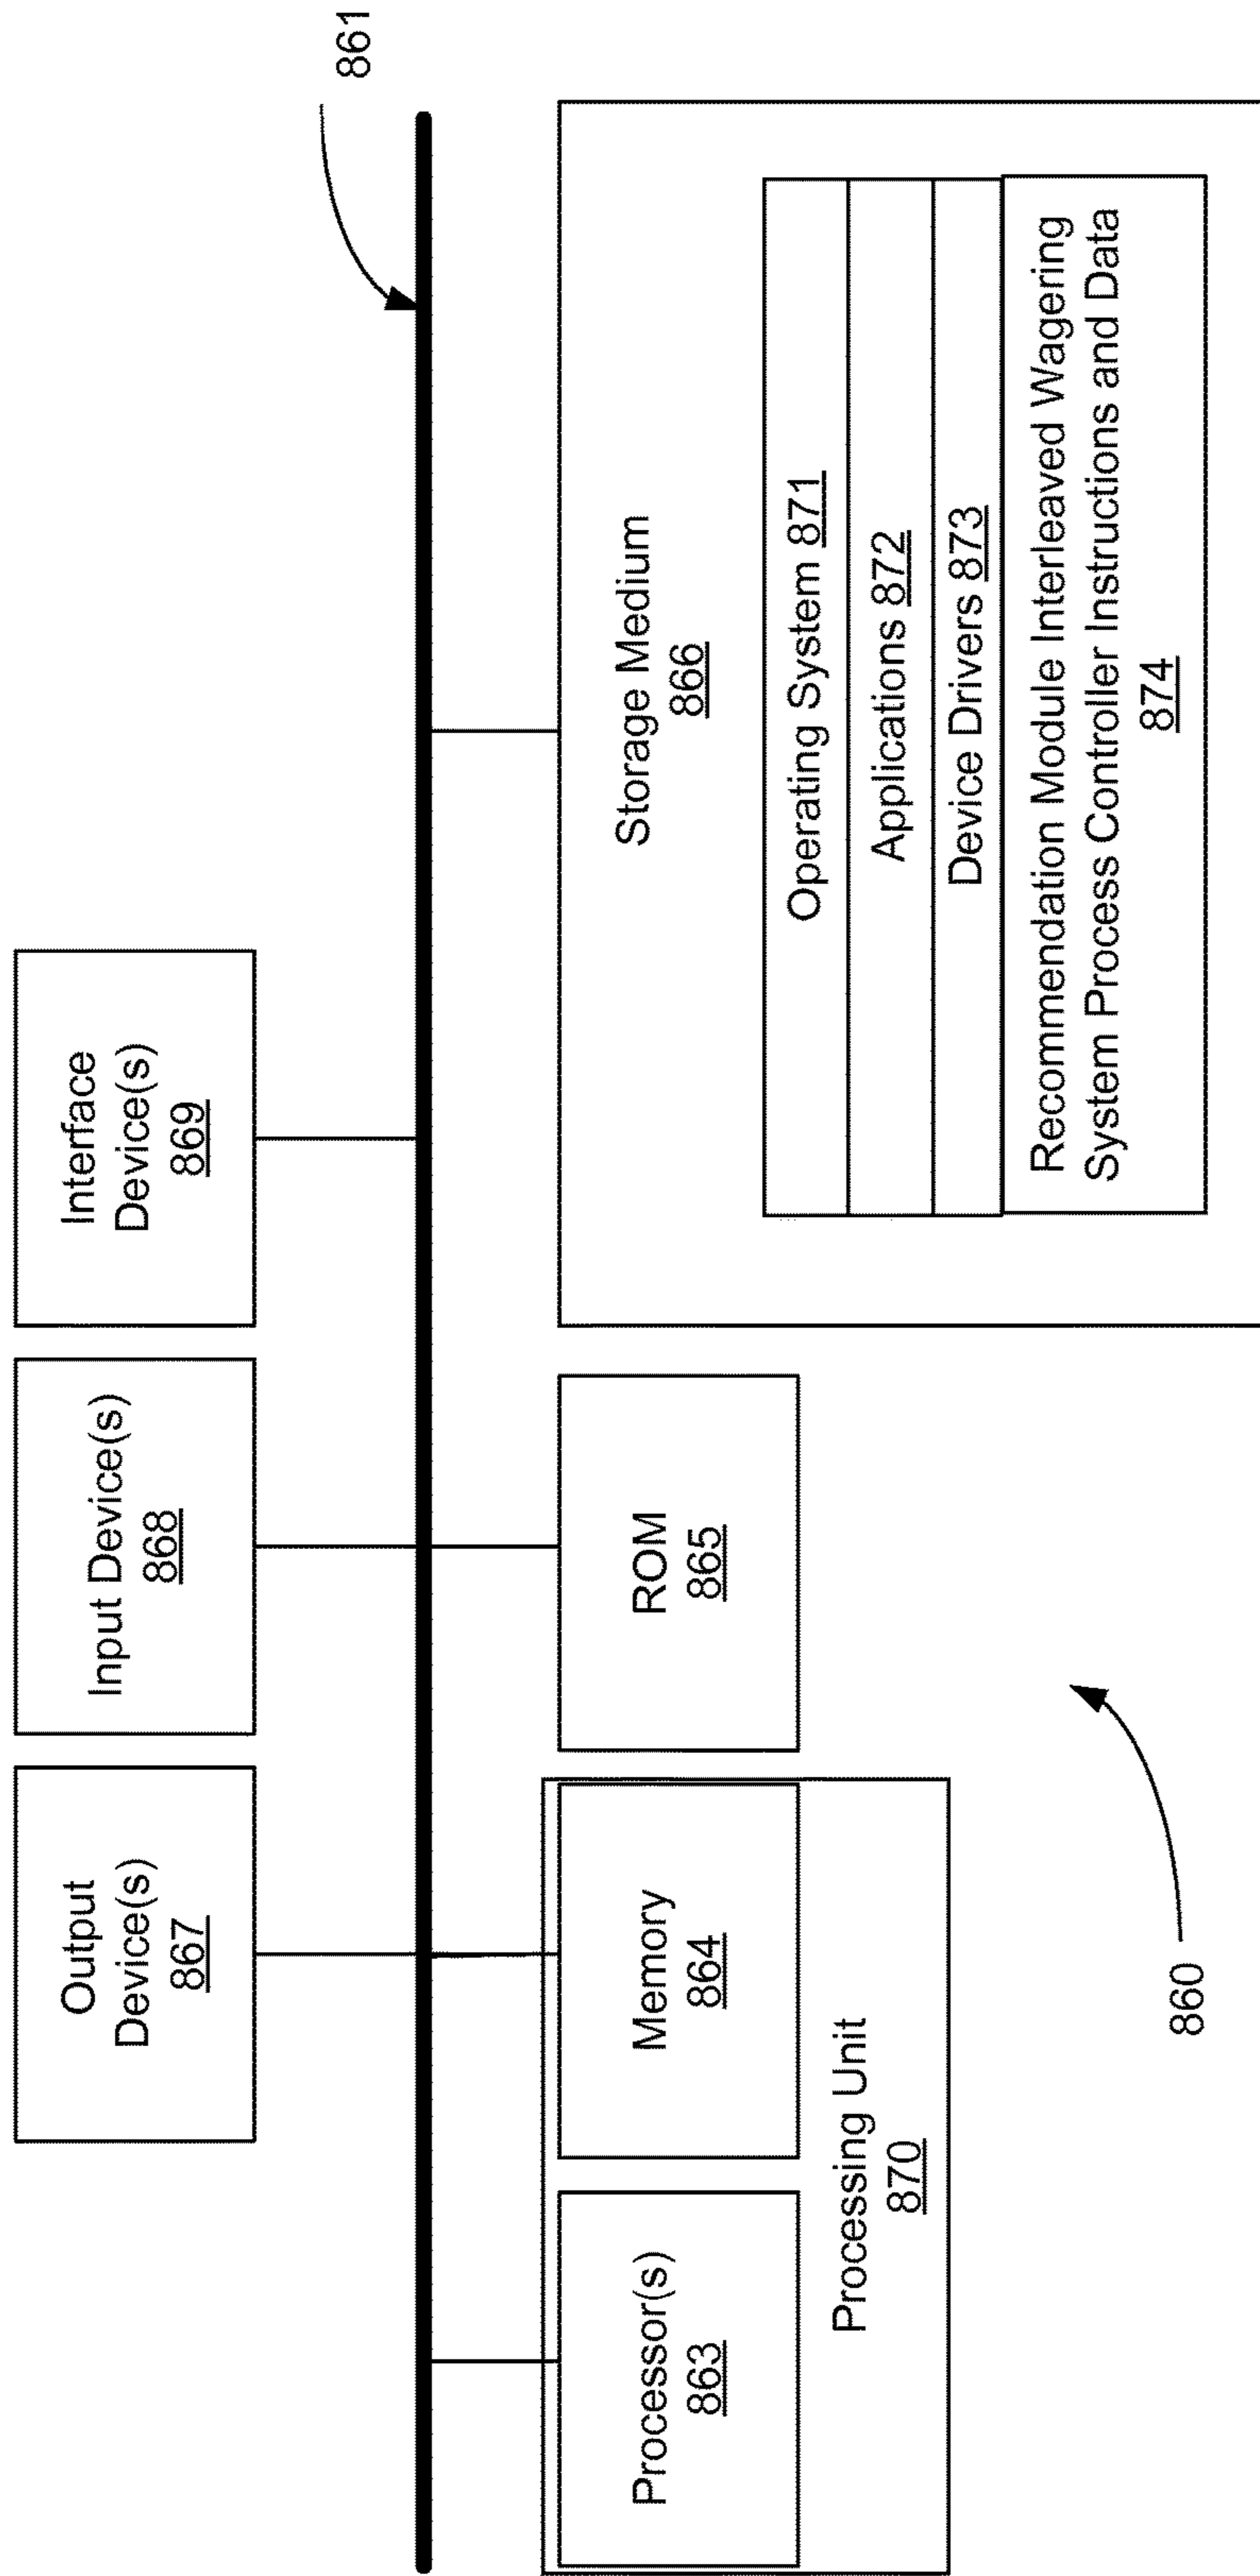 Output
Device(s)
867
Input Device(s)
868
Interface
Device(s)
869
861
Processor(s)
863
Memory
864
Processing Unit
870
ROM
865
Storage Medium
866
Operating System 871
Applications 872
Device Drivers 873
Recommendation Module Interleaved Wagering
System Process Controller Instructions and Data
874
860